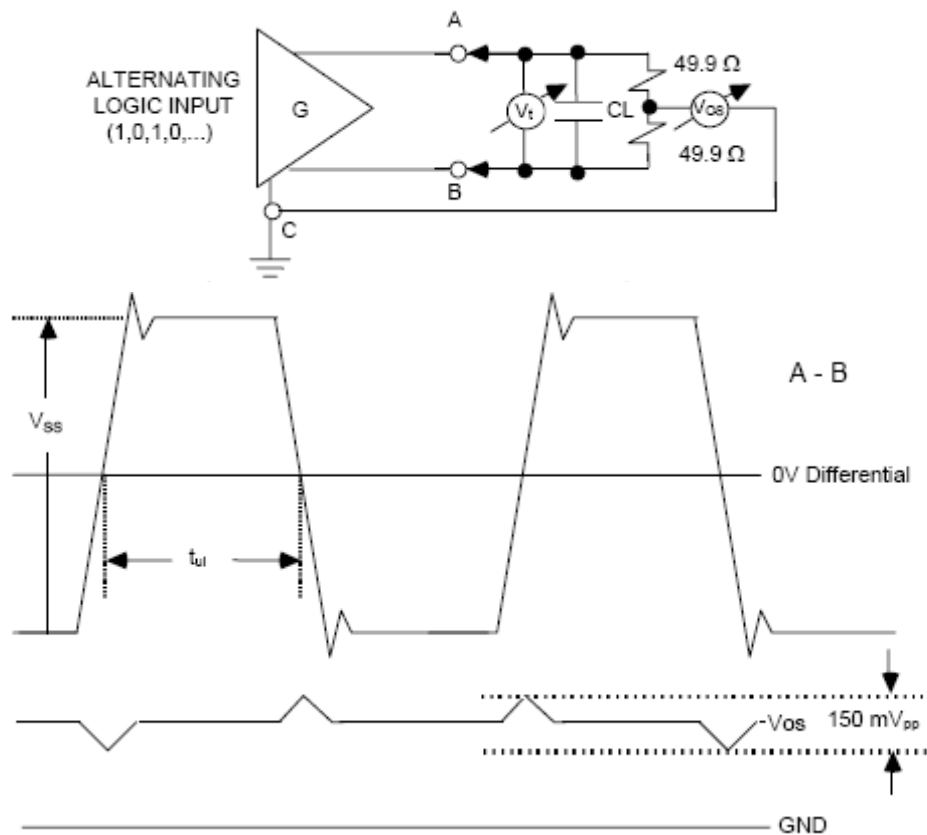 A
ALTERNATING
LOGIC INPUT
(1,0,1,0,...)
G
Vt
CL
49.9 Ω
Vos
49.9 Ω
B
C
A - B
Vss
0V Differential
tui
-Vos
150 mVpp
GND